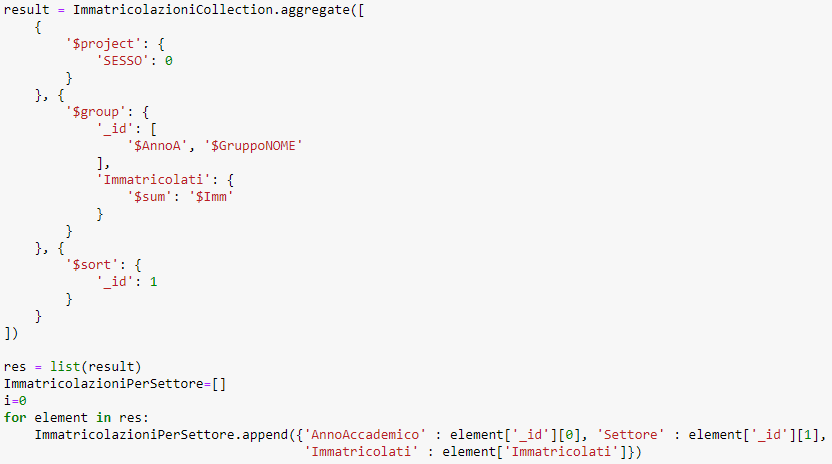 result = ImmatricolazioniCollection.aggregate([
    {
        '$project': {
            'SESSO': 0
        }
    }, {
        '$group': {
            '_id': [
                '$AnnoA', '$GruppoNOME'
            ],
            'Immatricolati': {
                '$sum': '$Imm'
            }
        }
    }, {
        '$sort': {
            '_id': 1
        }
    }
])

res = list(result)
ImmatricolazioniPerSettore=[]
i=0
for element in res:
    ImmatricolazioniPerSettore.append({'AnnoAccademico' : element['_id'][0], 'Settore' : element['_id'][1],
                                       'Immatricolati' : element['Immatricolati']})